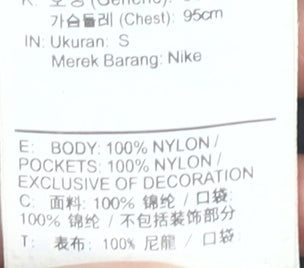 가슴둘레 (Chest): 95cm
IN: Ukuran: S
Merek Barang: Nike
E: BODY: 100% NYLON /
POCKETS: 100% NYLON /
EXCLUSIVE OF DECORATION
C: 面料: 100% 锦纶 / 口袋:
100% 锦纶 / 不包括装饰部分
T: 表布: 100% 尼龍 / 口袋: